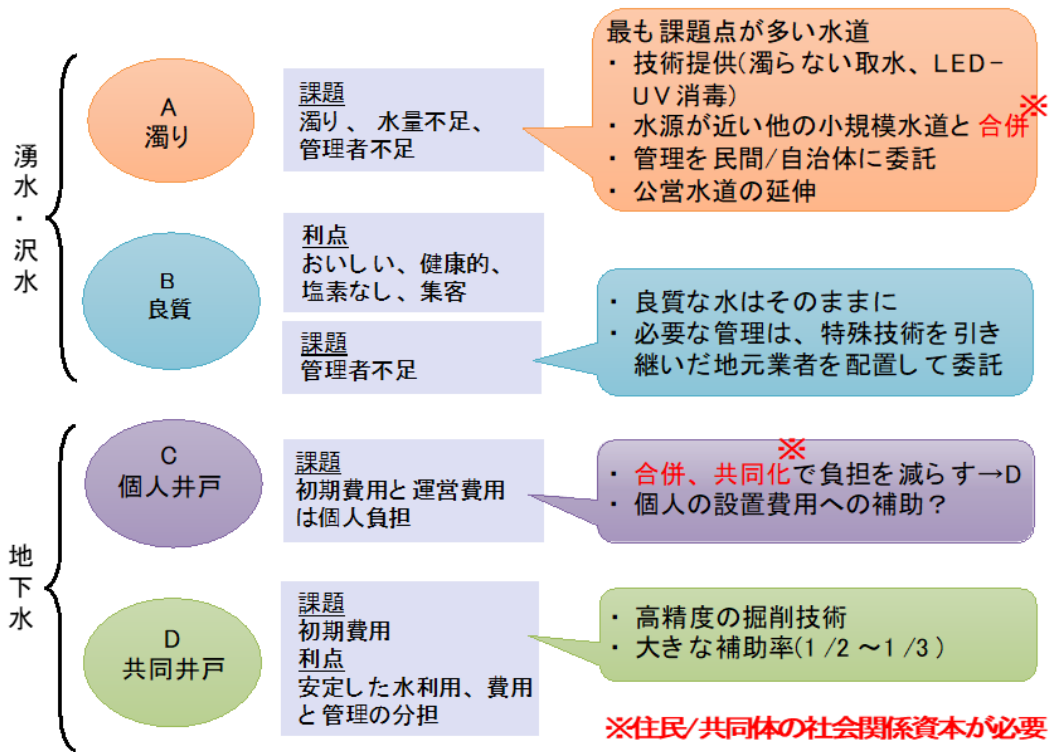 湧水・沢水
A
濁り
課題
濁り、水量不足、
管理者不足
最も課題点が多い水道
・ 技術提供(濁らない取水、LED-
UV消毒)
※
・ 水源が近い他の小規模水道と合併
・ 管理を民間/自治体に委託
・ 公営水道の延伸
B
良質
利点
おいしい、健康的、
塩素なし、集客
課題
管理者不足
・ 良質な水はそのままに
・ 必要な管理は、特殊技術を引き
継いだ地元業者を配置して委託
地下水
C
個人井戸
課題
初期費用と運営費用
は個人負担
※
・ 合併、共同化で負担を減らす→D
・ 個人の設置費用への補助？
D
共同井戸
課題
初期費用
利点
安定した水利用、費用
と管理の分担
・ 高精度の掘削技術
・ 大きな補助率(1/2～1/3)
※住民/共同体の社会関係資本が必要